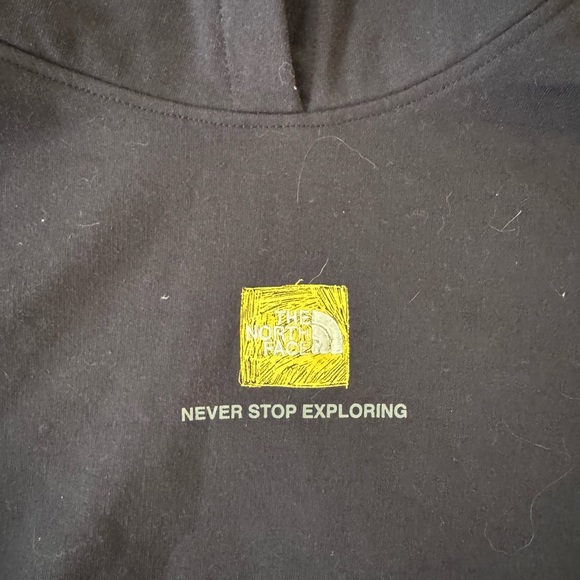 THE
NORTH
FACE
NEVER STOP EXPLORING